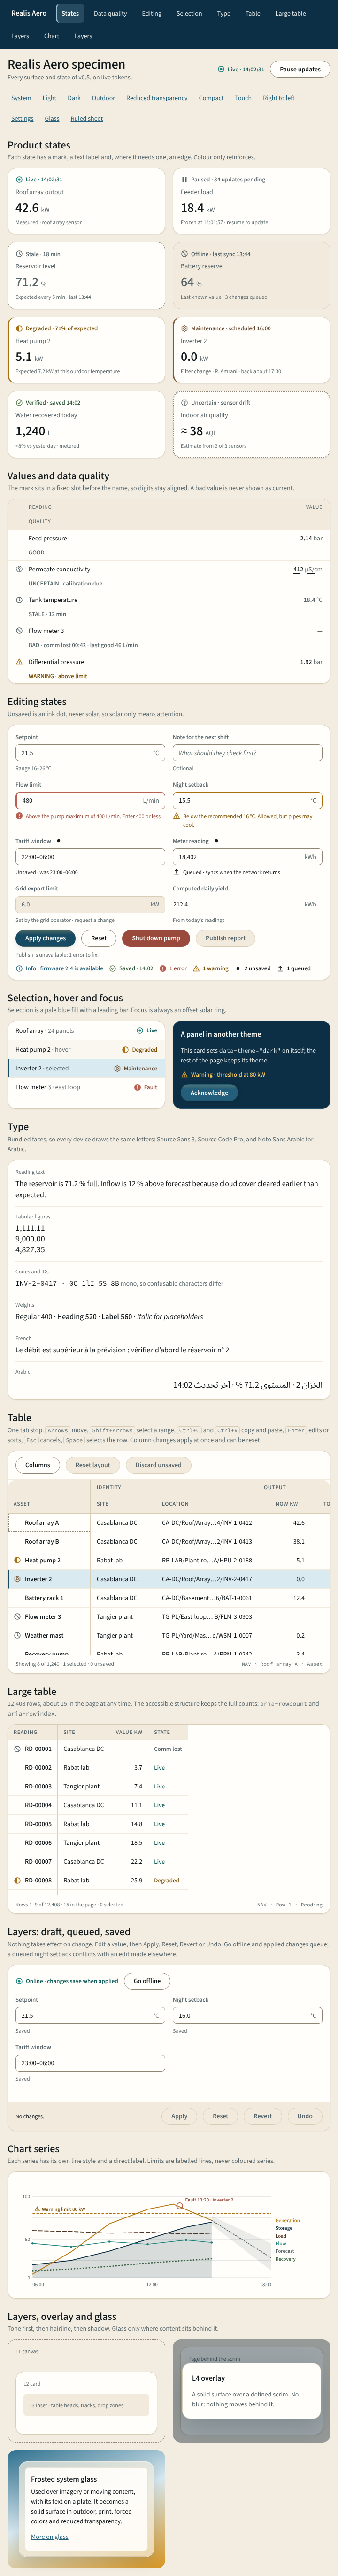 Realis Aero
States
Data quality
Editing
Selection
Type
Table
Large table
Layers
Chart
Layers
Realis Aero specimen
Every surface and state of v0.5, on live tokens.
Live · 14:02:31
Pause updates
System
Light
Dark
Outdoor
Reduced transparency
Compact
Touch
Right to left
Settings
Glass
Ruled sheet
Product states
Each state has a mark, a text label and, where it needs one, an edge. Colour only reinforces.
Live · 14:02:31
Roof array output
42.6 kW
Measured · roof array sensor
Paused · 34 updates pending
Feeder load
18.4 kW
Frozen at 14:01:57 · resume to update
Stale · 18 min
Reservoir level
71.2 %
Expected every 5 min · last 13:44
Offline · last sync 13:44
Battery reserve
64 %
Last known value · 3 changes queued
Degraded · 71% of expected
Heat pump 2
5.1 kW
Expected 7.2 kW at this outdoor temperature
Maintenance · scheduled 16:00
Inverter 2
0.0 kW
Filter change · R. Amrani · back about 17:30
Verified · saved 14:02
Water recovered today
1,240 L
+8% vs yesterday · metered
Uncertain · sensor drift
Indoor air quality
≈ 38 AQI
Estimate from 2 of 3 sensors
Values and data quality
The mark sits in a fixed slot before the name, so digits stay aligned. A bad value is never shown as current.
READING
VALUE
QUALITY
Feed pressure
2.14 bar
GOOD
Permeate conductivity
412 µS/cm
UNCERTAIN · calibration due
Tank temperature
18.4 °C
STALE · 12 min
Flow meter 3
—
BAD · comm lost 00:42 · last good 46 L/min
Differential pressure
1.92 bar
WARNING · above limit
Editing states
Unsaved is an ink dot, never solar, so solar only means attention.
Setpoint
21.5 °C
Range 16–26 °C
Note for the next shift
What should they check first?
Optional
Flow limit
480 L/min
Above the pump maximum of 400 L/min. Enter 400 or less.
Night setback
15.5 °C
Below the recommended 16 °C. Allowed, but pipes may
cool.
Tariff window
22:00–06:00
Unsaved · was 23:00–06:00
Meter reading
18,402 kWh
Queued · syncs when the network returns
Grid export limit
6.0 kW
Set by the grid operator · request a change
Computed daily yield
212.4 kWh
From today's readings
Apply changes
Reset
Shut down pump
Publish report
Publish is unavailable: 1 error to fix.
Info · firmware 2.4 is available
Saved · 14:02
1 error
1 warning
2 unsaved
1 queued
Selection, hover and focus
Selection is a pale blue fill with a leading bar. Focus is always an offset solar ring.
Roof array · 24 panels
Live
Heat pump 2 · hover
Degraded
Inverter 2 · selected
Maintenance
Flow meter 3 · east loop
Fault
A panel in another theme
This card sets data-theme="dark" on itself; the
rest of the page keeps its theme.
Warning · threshold at 80 kW
Acknowledge
Type
Bundled faces, so every device draws the same letters: Source Sans 3, Source Code Pro, and Noto Sans Arabic for
Arabic.
Reading text
The reservoir is 71.2 % full. Inflow is 12 % above forecast because cloud cover cleared earlier than
expected.
Tabular figures
1,111.11
9,000.00
4,827.35
Codes and IDs
INV-2-0417 · 0O 1lI 5S 8B mono, so confusable characters differ
Weights
Regular 400 · Heading 520 · Label 560 · Italic for placeholders
French
Le débit est supérieur à la prévision : vérifiez d'abord le réservoir n° 2.
Arabic
الخزان 2 · المستوى 71.2 % · آخر تحديث 14:02
Table
One tab stop. Arrows move, Shift+Arrows select a range, Ctrl+C and Ctrl+V copy and paste, Enter edits or
sorts, Esc cancels, Space selects the row. Column changes apply at once and can be reset.
Columns
Reset layout
Discard unsaved
IDENTITY
OUTPUT
ASSET
SITE
LOCATION
NOW KW
TO
Roof array A
Casablanca DC
CA-DC/Roof/Array…4/INV-1-0412
42.6
Roof array B
Casablanca DC
CA-DC/Roof/Array…2/INV-1-0413
38.1
Heat pump 2
Rabat lab
RB-LAB/Plant-ro…A/HPU-2-0188
5.1
Inverter 2
Casablanca DC
CA-DC/Roof/Array…2/INV-2-0417
0.0
Battery rack 1
Casablanca DC
CA-DC/Basement…6/BAT-1-0061
−12.4
Flow meter 3
Tangier plant
TG-PL/East-loop… B/FLM-3-0903
—
Weather mast
Tangier plant
TG-PL/Yard/Mas…d/WSM-1-0007
0.2
Showing 8 of 1,240 · 1 selected · 0 unsaved
NAV · Roof array A · Asset
Large table
12,408 rows, about 15 in the page at any time. The accessible structure keeps the full counts: aria-rowcount and
aria-rowindex.
READING
SITE
VALUE KW
STATE
RD-00001
Casablanca DC
—
Comm lost
RD-00002
Rabat lab
3.7
Live
RD-00003
Tangier plant
7.4
Live
RD-00004
Casablanca DC
11.1
Live
RD-00005
Rabat lab
14.8
Live
RD-00006
Tangier plant
18.5
Live
RD-00007
Casablanca DC
22.2
Live
RD-00008
Rabat lab
25.9
Degraded
Rows 1–9 of 12,408 · 15 in the page · 0 selected
NAV · Row 1 · Reading
Layers: draft, queued, saved
Nothing takes effect on change. Edit a value, then Apply, Reset, Revert or Undo. Go offline and applied changes queue;
a queued night setback conflicts with an edit made elsewhere.
Online · changes save when applied
Go offline
Setpoint
21.5 °C
Saved
Night setback
16.0 °C
Saved
Tariff window
23:00–06:00
Saved
No changes.
Apply
Reset
Revert
Undo
Chart series
Each series has its own line style and a direct label. Limits are labelled lines, never coloured series.
100
50
0
Warning limit 80 kW
Fault 13:20 · Inverter 2
Generation
Storage
Load
Flow
Forecast
Recovery
06:00
12:00
18:00
Layers, overlay and glass
Tone first, then hairline, then shadow. Glass only where content sits behind it.
L1 canvas
L2 card
L3 inset · table heads, tracks, drop zones
Page behind the scrim
L4 overlay
A solid surface over a defined scrim. No
blur: nothing moves behind it.
Frosted system glass
Used over imagery or moving content,
with its text on a plate. It becomes a
solid surface in outdoor, print, forced
colors and reduced transparency.
More on glass